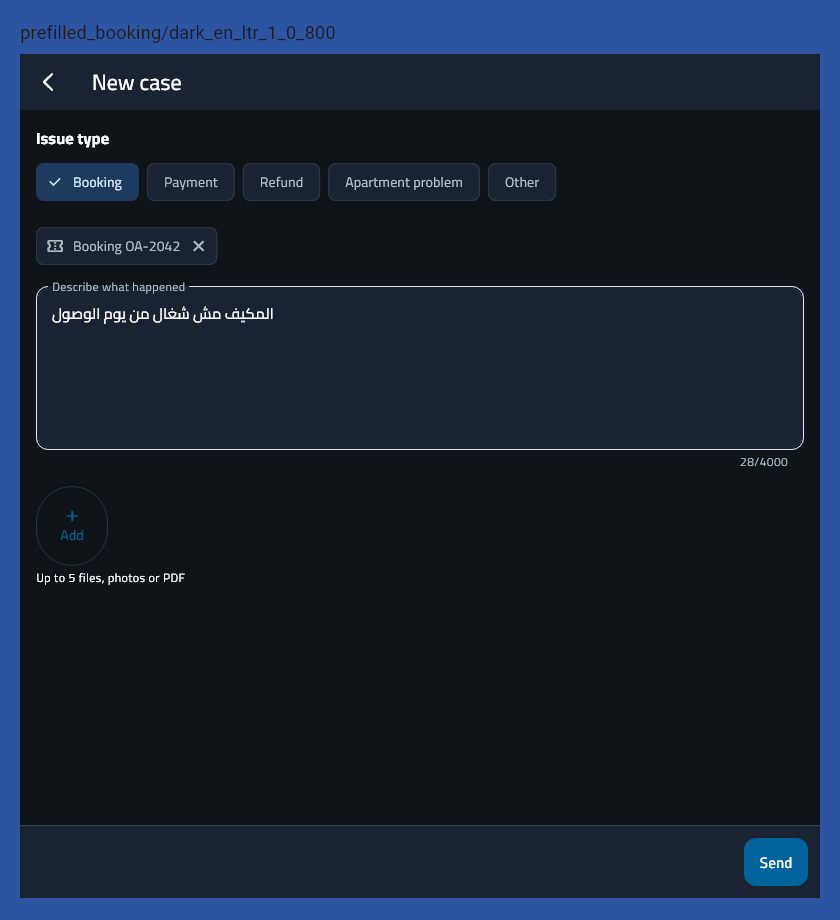 prefilled_booking/dark_en_ltr_1_0_800
New case
Issue type
Booking
Payment
Refund
Apartment problem
Other
Booking OA-2042
Describe what happened
المكيف مش شغال من يوم الوصول
28/4000
+
Add
Up to 5 files, photos or PDF
Send